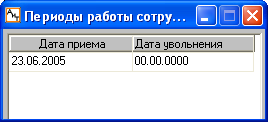 Периоды работы сотру...
Дата приема Дата увольнения
23.06.2005 00.00.0000